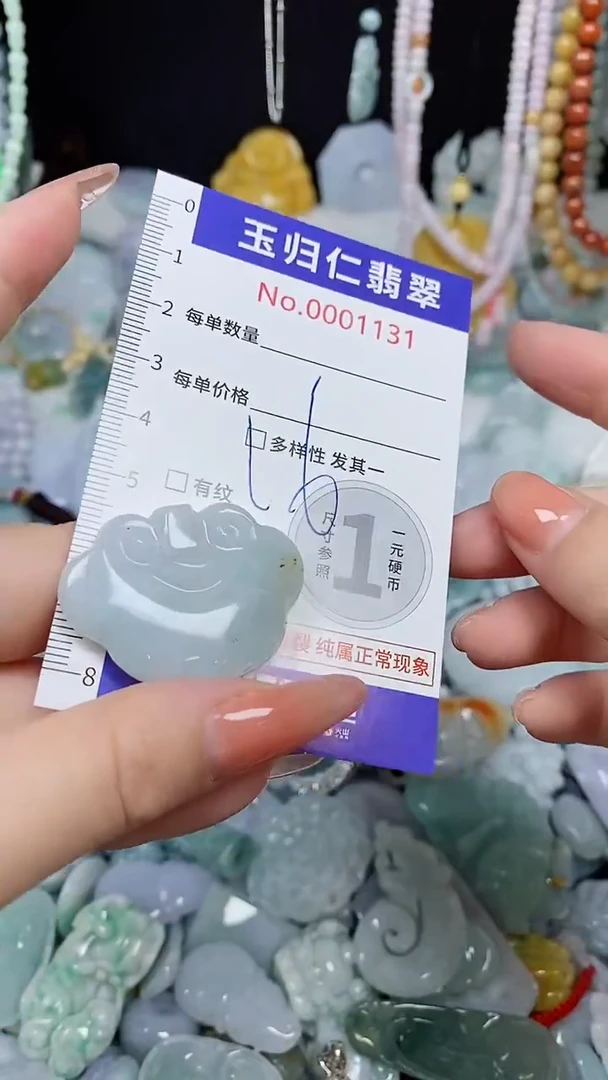 玉归仁翡翠
No.0001131
每单数量
每单价格
16
多样性 发其一
有纹
尺寸参照
1
一元硬币
裂 纯属正常现象
0
1
2
3
4
5
8
火山